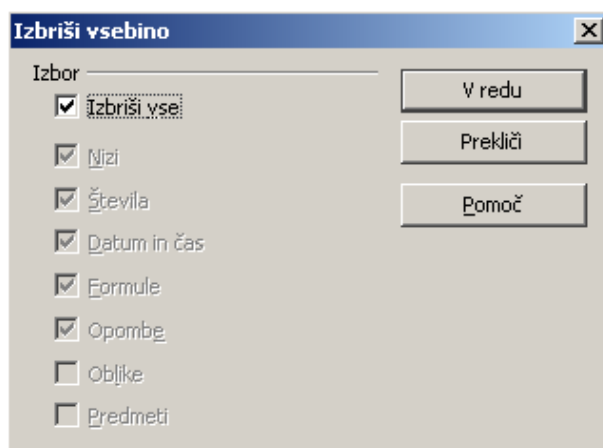 Izbriši vsebino
Izbor
Izbriši vse
Nizi
Števila
Datum in čas
Formule
Opombe
Oblike
Predmeti
V redu
Prekliči
Pomoč